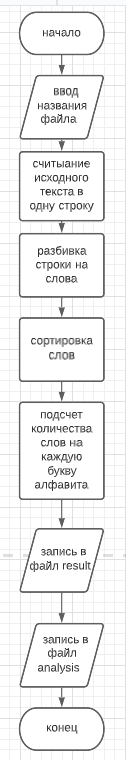 начало
ввод
названия
файла
считыание
исходного
текста в
одну строку
разбивка
строки на
слова
сортировка
слов
подсчет
количества
слов на
каждую
букву
алфавита
запись в
файл result
запись в
файл
analysis
конец